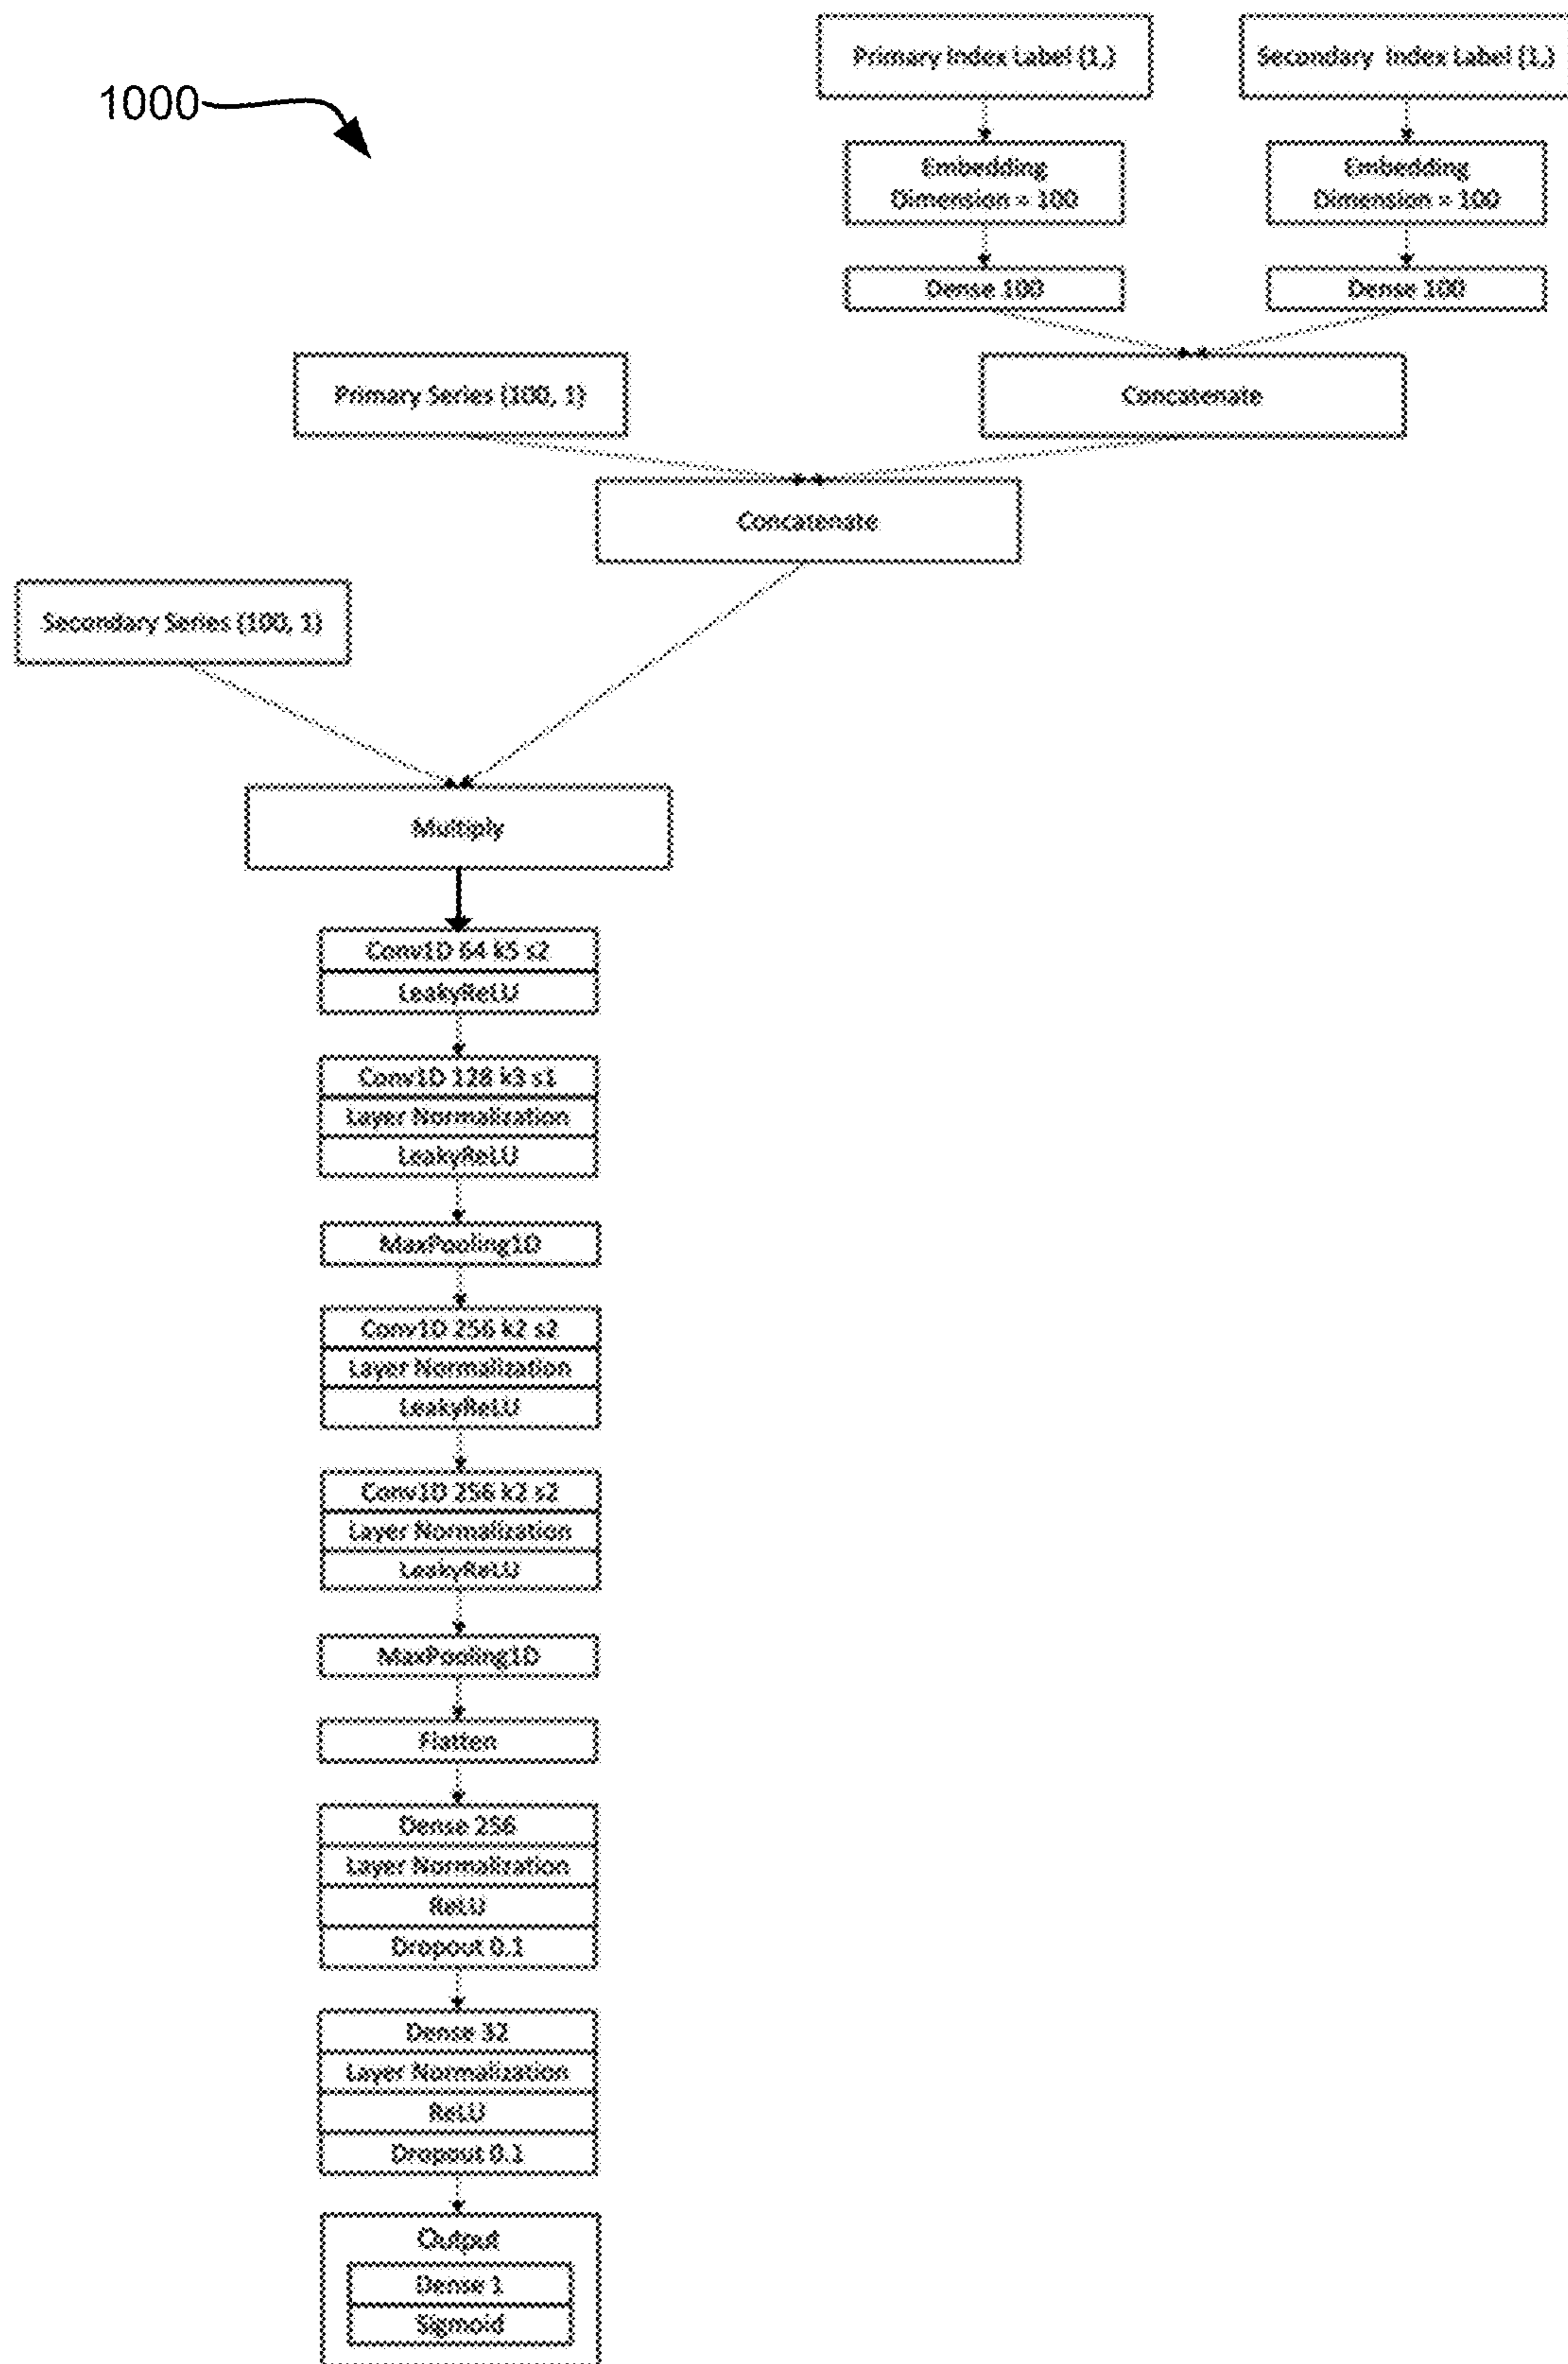 1000
Primary Index Label (1,)
Secondary Index Label (1,)
Embedding
Dimension = 100
Embedding
Dimension = 100
Dense 100
Dense 100
Primary Series (100, 1)
Concatenate
Concatenate
Secondary Series (100, 1)
Multiply
Conv1D 64 k5 s2
LeakyReLU
Conv1D 128 k3 s1
Layer Normalization
LeakyReLU
MaxPooling1D
Conv1D 256 k2 s2
Layer Normalization
LeakyReLU
Conv1D 256 k2 s2
Layer Normalization
LeakyReLU
MaxPooling1D
Flatten
Dense 256
Layer Normalization
ReLU
Dropout 0.1
Dense 32
Layer Normalization
ReLU
Dropout 0.1
Output
Dense 1
Sigmoid